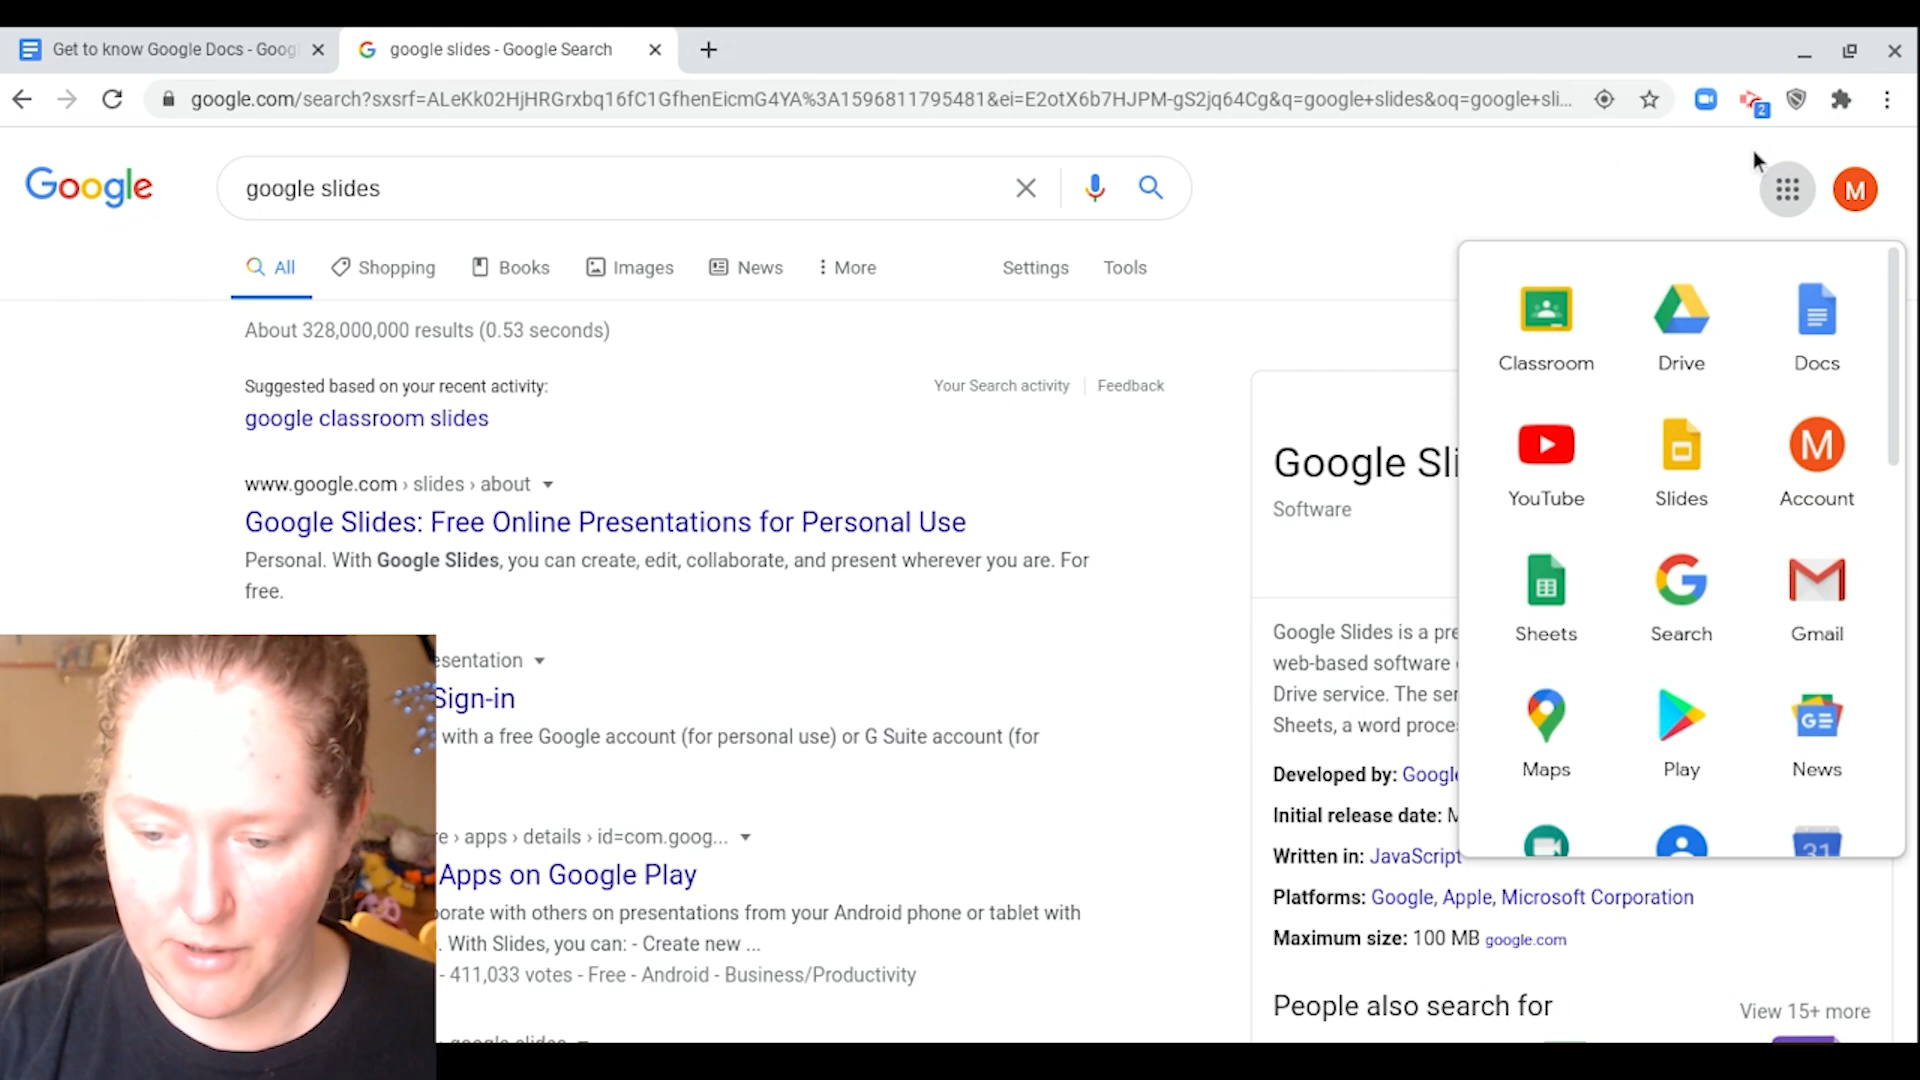 Get to know Google Docs - Goog
google slides - Google Search
google.com/search?sxsrf=ALeKk02HjHRGrxbq16fC1GfhenEicmG4YA%3A1596811795481&ei=E2otX6b7HJPM-gS2jq64Cg&q=google+slides&oq=google+sli...
2
Google
google slides
M
All
Shopping
Books
Images
News
More
Settings
Tools
About 328,000,000 results (0.53 seconds)
Suggested based on your recent activity:
Your Search activity
Feedback
google classroom slides
www.google.com › slides › about
Google Slides: Free Online Presentations for Personal Use
Personal. With Google Slides, you can create, edit, collaborate, and present wherever you are. For
free.
esentation
Sign-in
with a free Google account (for personal use) or G Suite account (for
re › apps › details › id=com.goog...
Apps on Google Play
orate with others on presentations from your Android phone or tablet with
. With Slides, you can: - Create new ...
- 411,033 votes - Free - Android - Business/Productivity
Google Sli
Software
Google Slides is a pre
web-based software
Drive service. The ser
Sheets, a word proce
Developed by: Google
Initial release date: M
Written in: JavaScript
Platforms: Google, Apple, Microsoft Corporation
Maximum size: 100 MB google.com
People also search for
View 15+ more
Classroom
Drive
Docs
YouTube
Slides
M
Account
Sheets
Search
Gmail
Maps
Play
GE
News
31